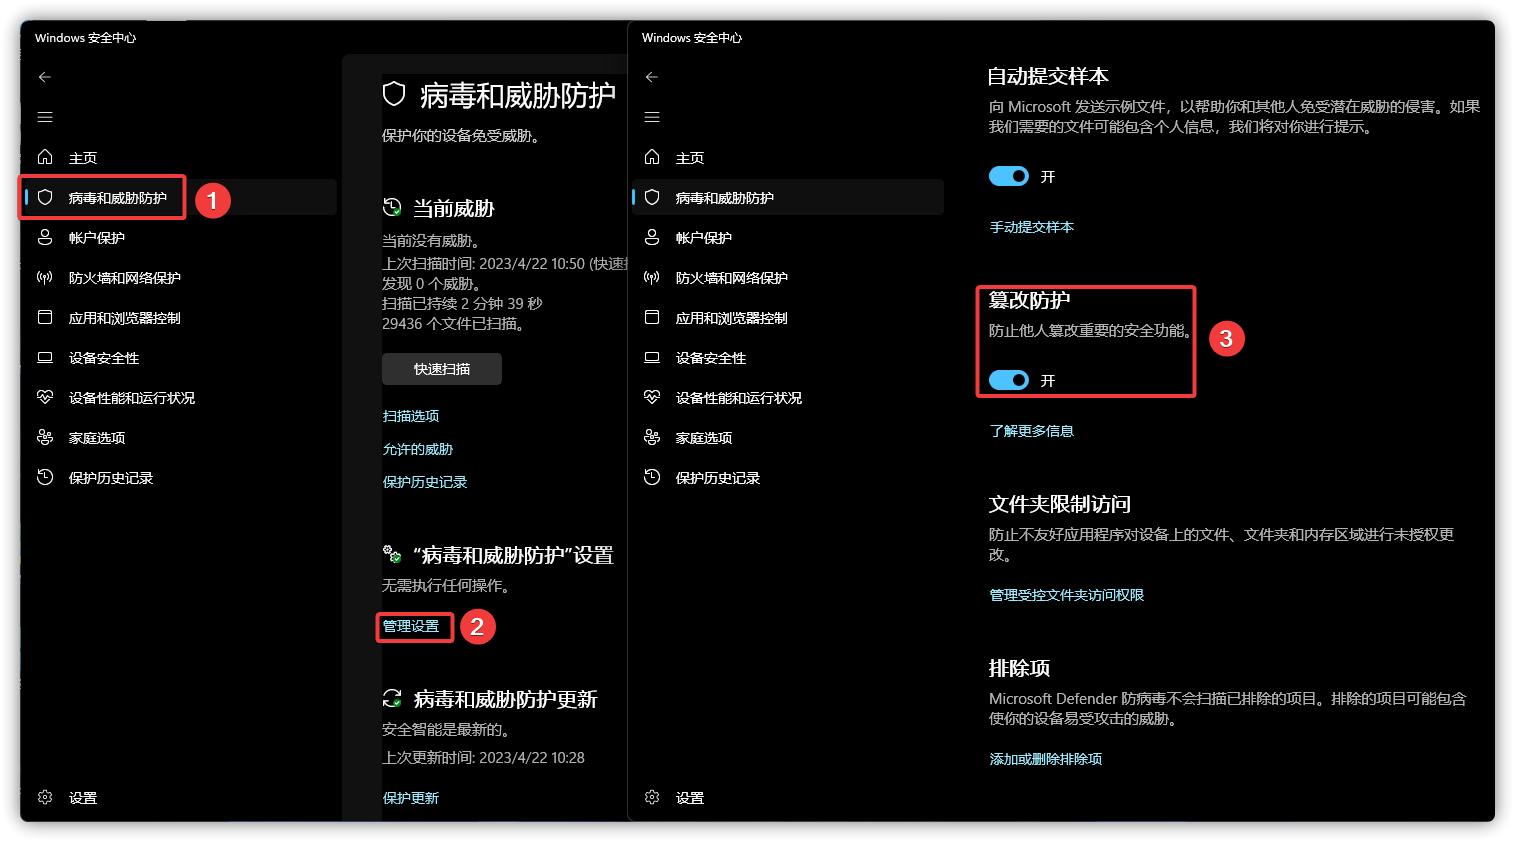 Windows 安全中心
主页
病毒和威胁防护
1
帐户保护
防火墙和网络保护
应用和浏览器控制
设备安全性
设备性能和运行状况
家庭选项
保护历史记录
设置
病毒和威胁防护
保护你的设备免受威胁。
当前威胁
当前没有威胁。
上次扫描时间: 2023/4/22 10:50 (快速
发现 0 个威胁。
扫描已持续 2 分钟 39 秒
29436 个文件已扫描。
快速扫描
扫描选项
允许的威胁
保护历史记录
“病毒和威胁防护”设置
无需执行任何操作。
管理设置
2
病毒和威胁防护更新
安全智能是最新的。
上次更新时间: 2023/4/22 10:28
保护更新
Windows 安全中心
主页
病毒和威胁防护
帐户保护
防火墙和网络保护
应用和浏览器控制
设备安全性
设备性能和运行状况
家庭选项
保护历史记录
设置
自动提交样本
向 Microsoft 发送示例文件，以帮助你和其他人免受潜在威胁的侵害。如果
我们需要的文件可能包含个人信息，我们将对你进行提示。
开
手动提交样本
篡改防护
防止他人篡改重要的安全功能。
3
开
了解更多信息
文件夹限制访问
防止不友好应用程序对设备上的文件、文件夹和内存区域进行未授权更
改。
管理受控文件夹访问权限
排除项
Microsoft Defender 防病毒不会扫描已排除的项目。排除的项目可能包含
使你的设备易受攻击的威胁。
添加或删除排除项